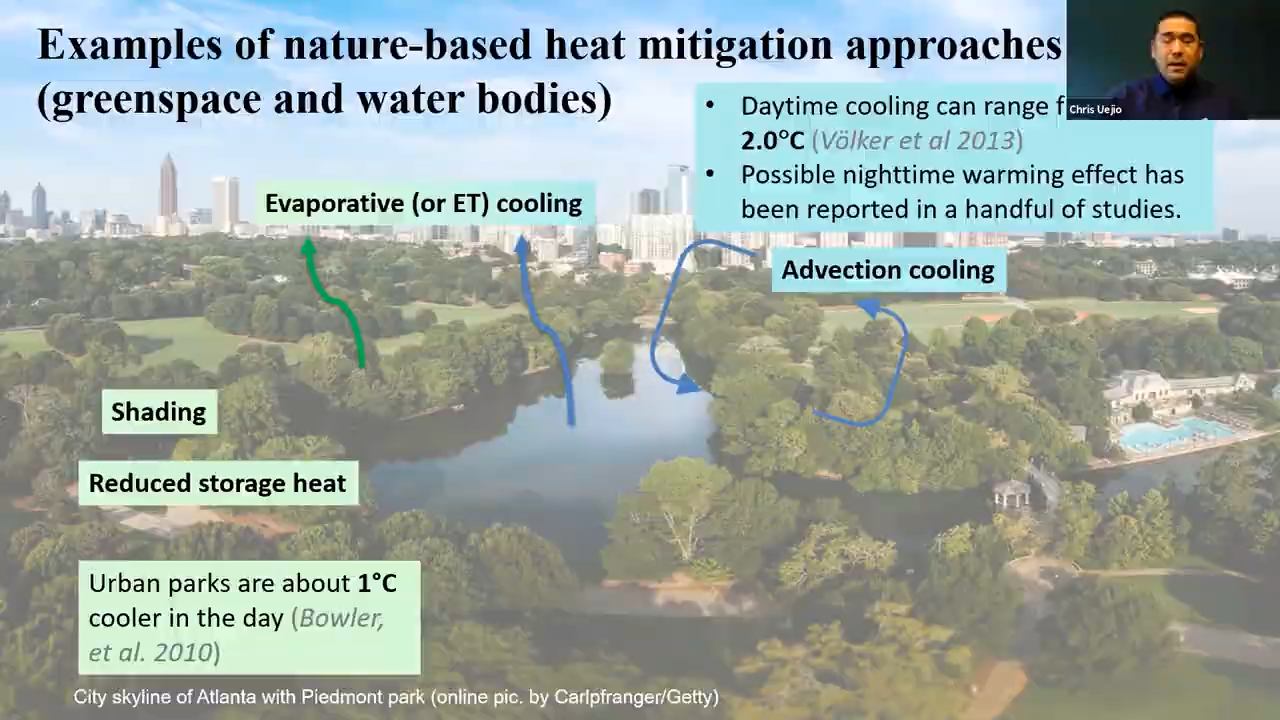 Examples of nature-based heat mitigation approaches
(greenspace and water bodies)
Chris Uejio
• Daytime cooling can range
2.0°C (Völker et al 2013)
• Possible nighttime warming effect has
been reported in a handful of studies.
Evaporative (or ET) cooling
Advection cooling
Shading
Reduced storage heat
Urban parks are about 1°C
cooler in the day (Bowler,
et al. 2010)
City skyline of Atlanta with Piedmont park (online pic. by Carlpfranger/Getty)